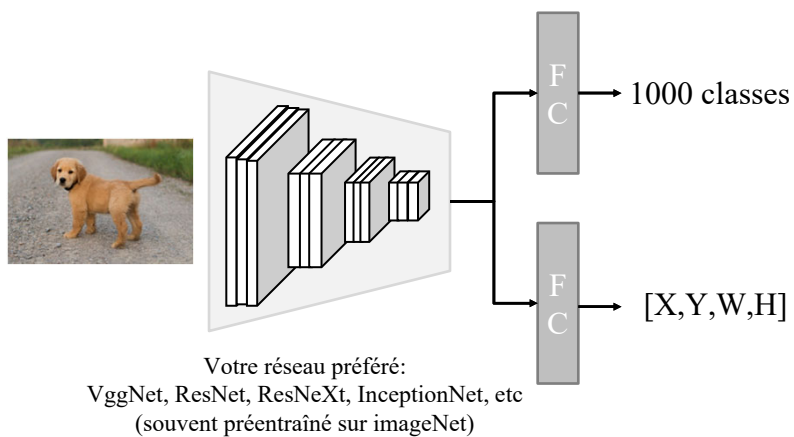 F
C
1000 classes
F
C
[X,Y,W,H]
Votre réseau préféré:
VggNet, ResNet, ResNeXt, InceptionNet, etc
(souvent préentraîné sur imageNet)